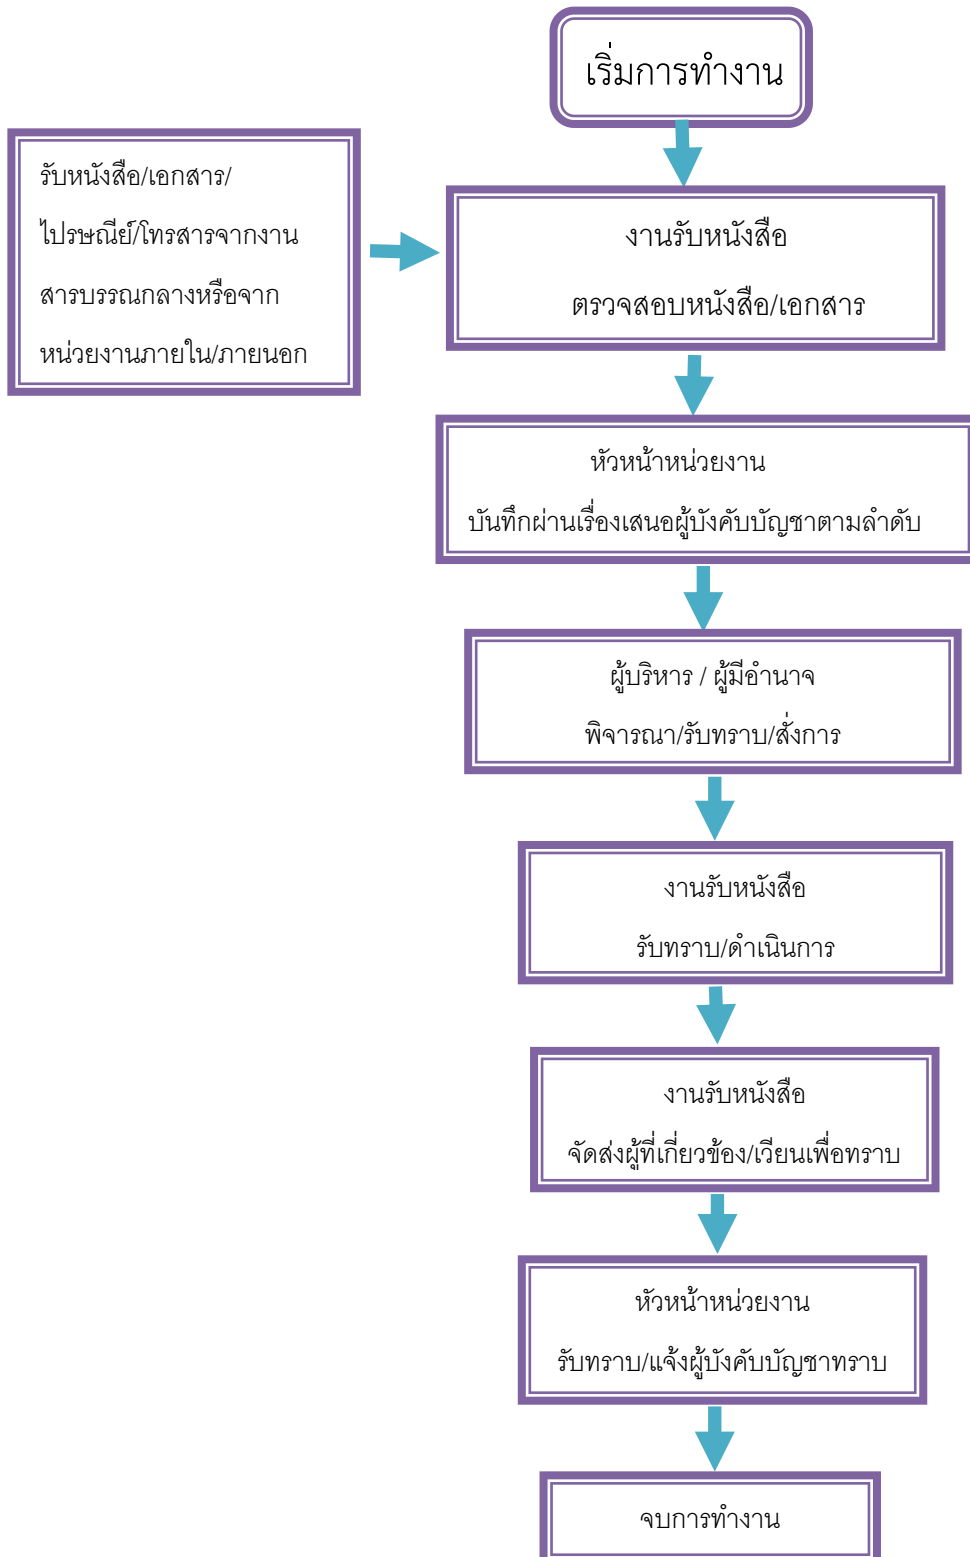 เริ่มการทำงาน
รับหนังสือ/เอกสาร/
ไปรษณีย์/โทรสารจากงาน
สารบรรณกลางหรือจาก
หน่วยงานภายใน/ภายนอก
งานรับหนังสือ
ตรวจสอบหนังสือ/เอกสาร
หัวหน้าหน่วยงาน
บันทึกผ่านเรื่องเสนอผู้บังคับบัญชาตามลำดับ
ผู้บริหาร / ผู้มีอำนาจ
พิจารณา/รับทราบ/สั่งการ
งานรับหนังสือ
รับทราบ/ดำเนินการ
งานรับหนังสือ
จัดส่งผู้ที่เกี่ยวข้อง/เวียนเพื่อทราบ
หัวหน้าหน่วยงาน
รับทราบ/แจ้งผู้บังคับบัญชาทราบ
จบการทำงาน